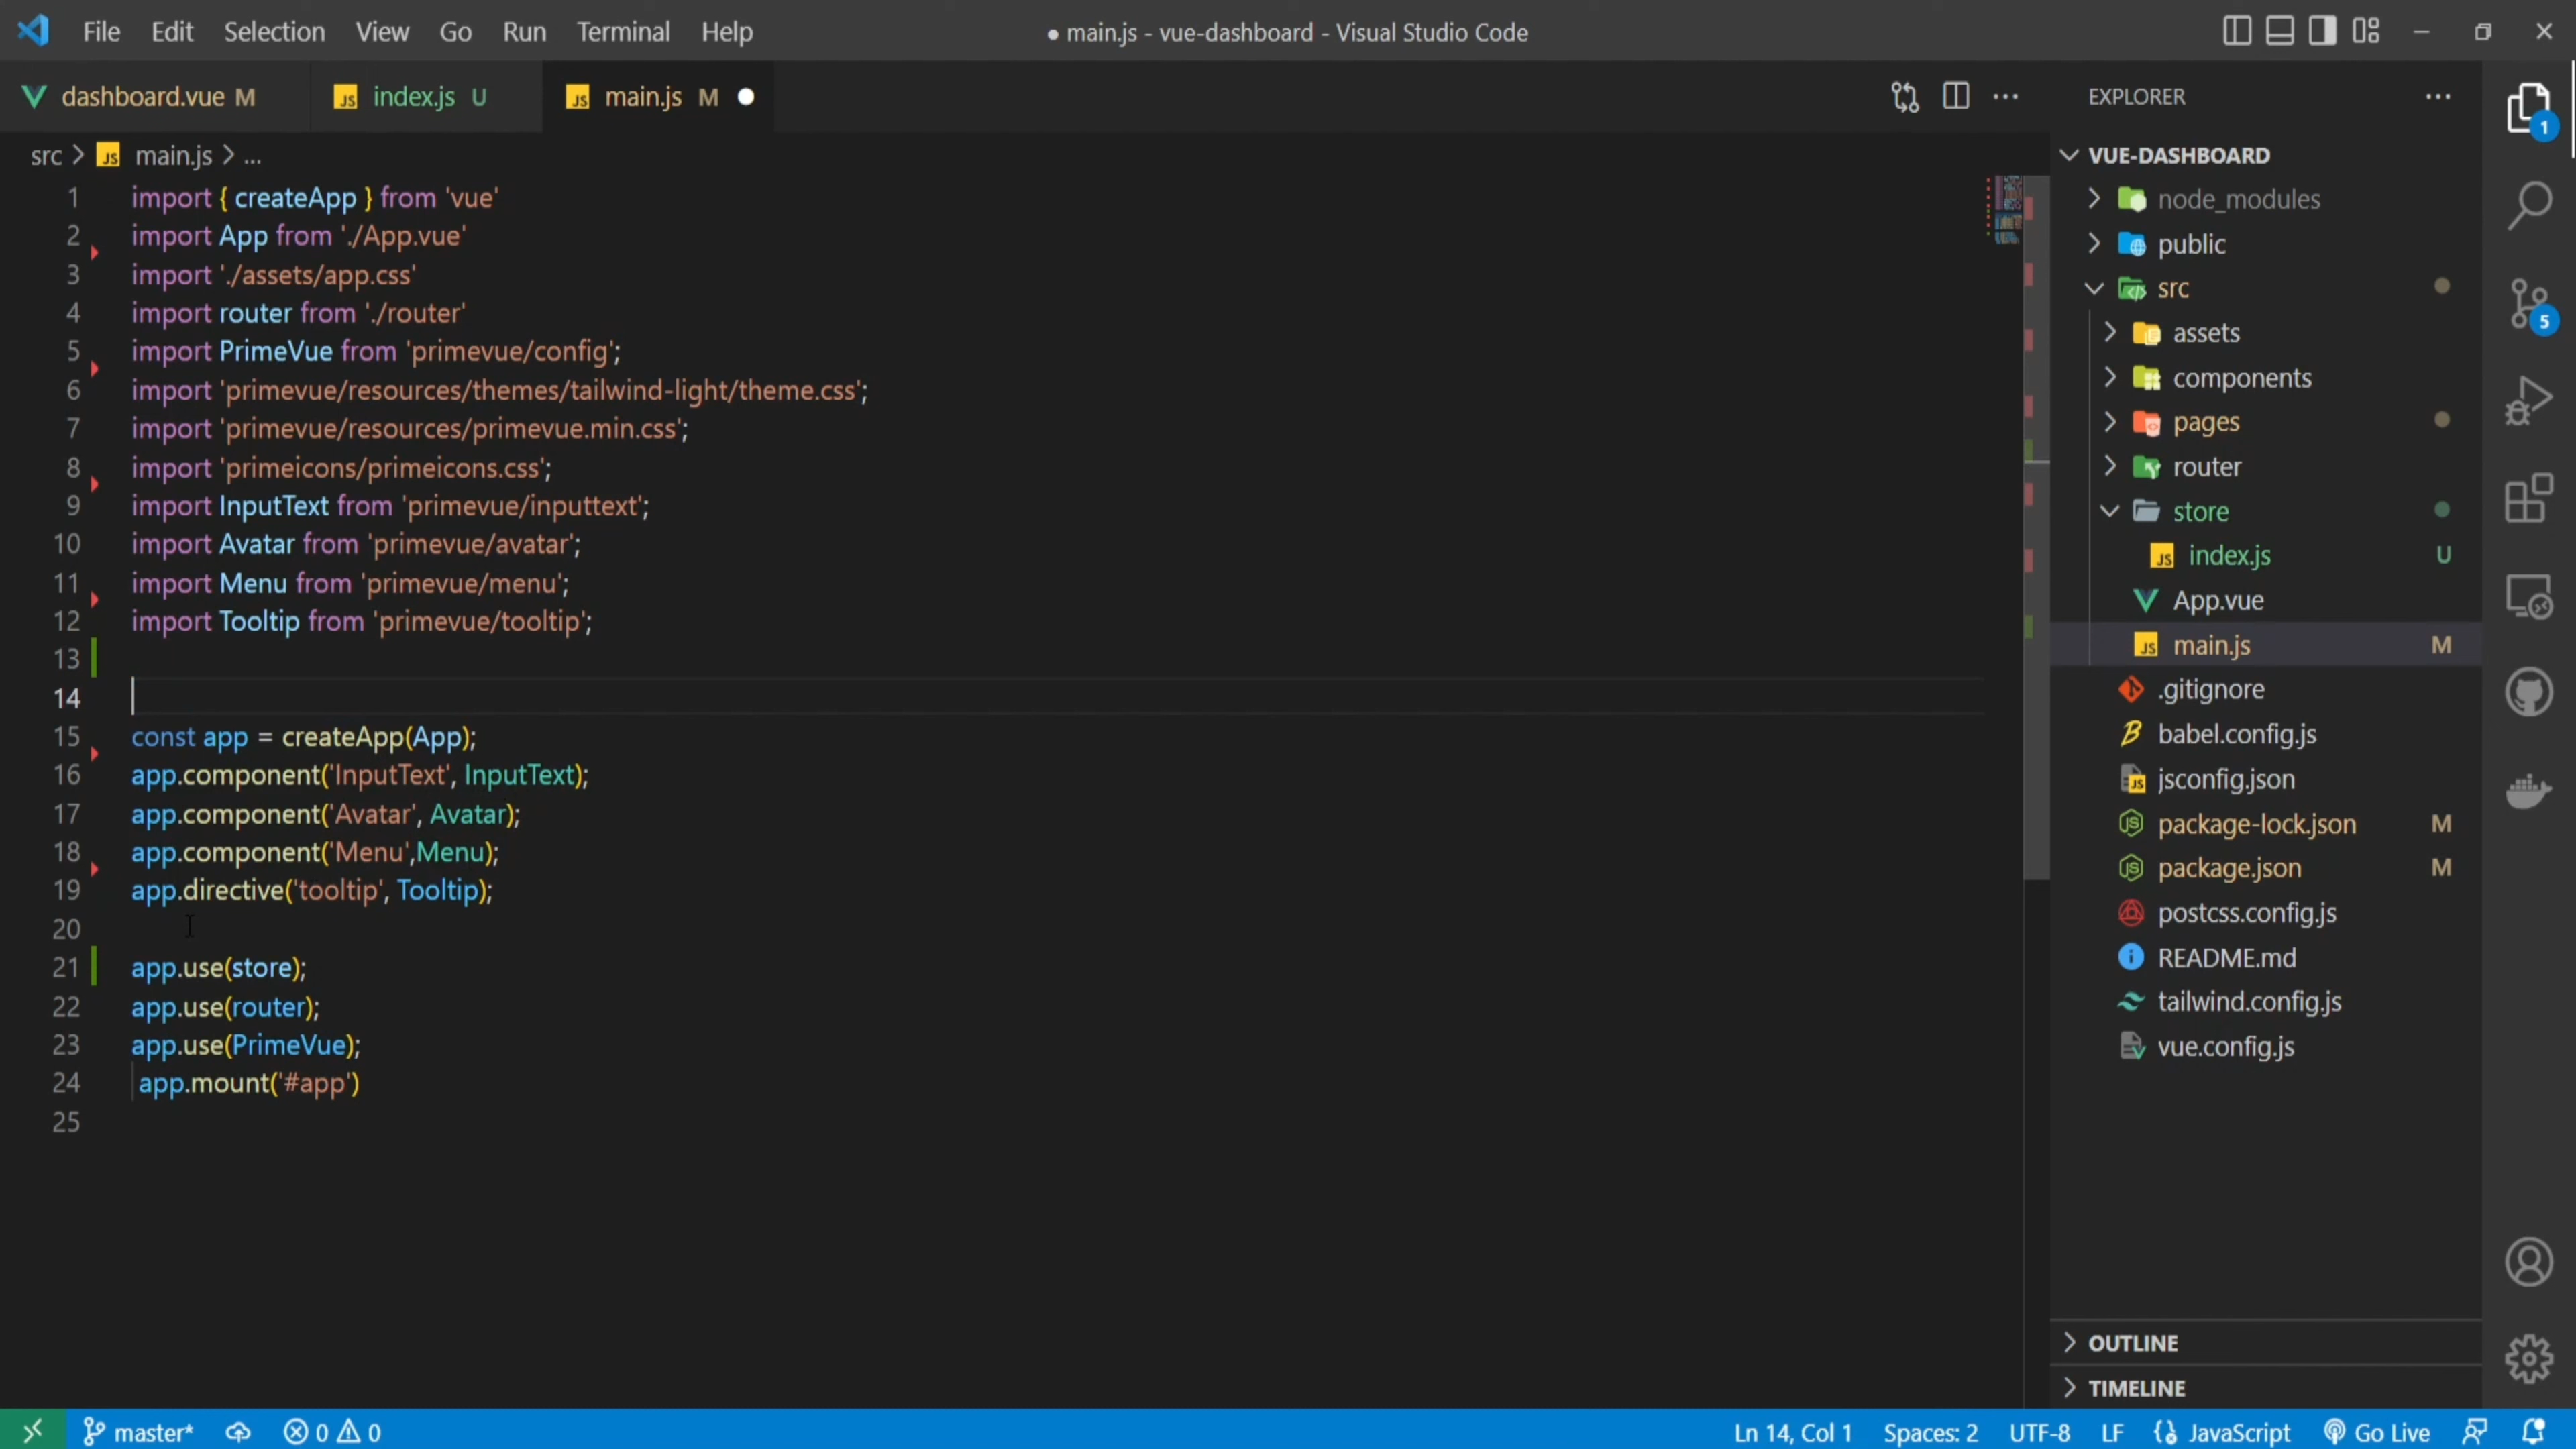 File Edit Selection View Go Run Terminal Help
● main.js - vue-dashboard - Visual Studio Code
dashboard.vue M
index.js U
main.js M
EXPLORER
src > JS main.js > ...
1 import { createApp } from 'vue'
2 import App from './App.vue'
3 import './assets/app.css'
4 import router from './router'
5 import PrimeVue from 'primevue/config';
6 import 'primevue/resources/themes/tailwind-light/theme.css';
7 import 'primevue/resources/primevue.min.css';
8 import 'primeicons/primeicons.css';
9 import InputText from 'primevue/inputtext';
10 import Avatar from 'primevue/avatar';
11 import Menu from 'primevue/menu';
12 import Tooltip from 'primevue/tooltip';
13
14
15 const app = createApp(App);
16 app.component('InputText', InputText);
17 app.component('Avatar', Avatar);
18 app.component('Menu',Menu);
19 app.directive('tooltip', Tooltip);
20
21 app.use(store);
22 app.use(router);
23 app.use(PrimeVue);
24 app.mount('#app')
25
VUE-DASHBOARD
node_modules
public
src
assets
components
pages
router
store
index.js U
App.vue
main.js M
.gitignore
babel.config.js
jsconfig.json
package-lock.json M
package.json M
postcss.config.js
README.md
tailwind.config.js
vue.config.js
OUTLINE
TIMELINE
1
5
master* 0 0
Ln 14, Col 1 Spaces: 2 UTF-8 LF JavaScript Go Live